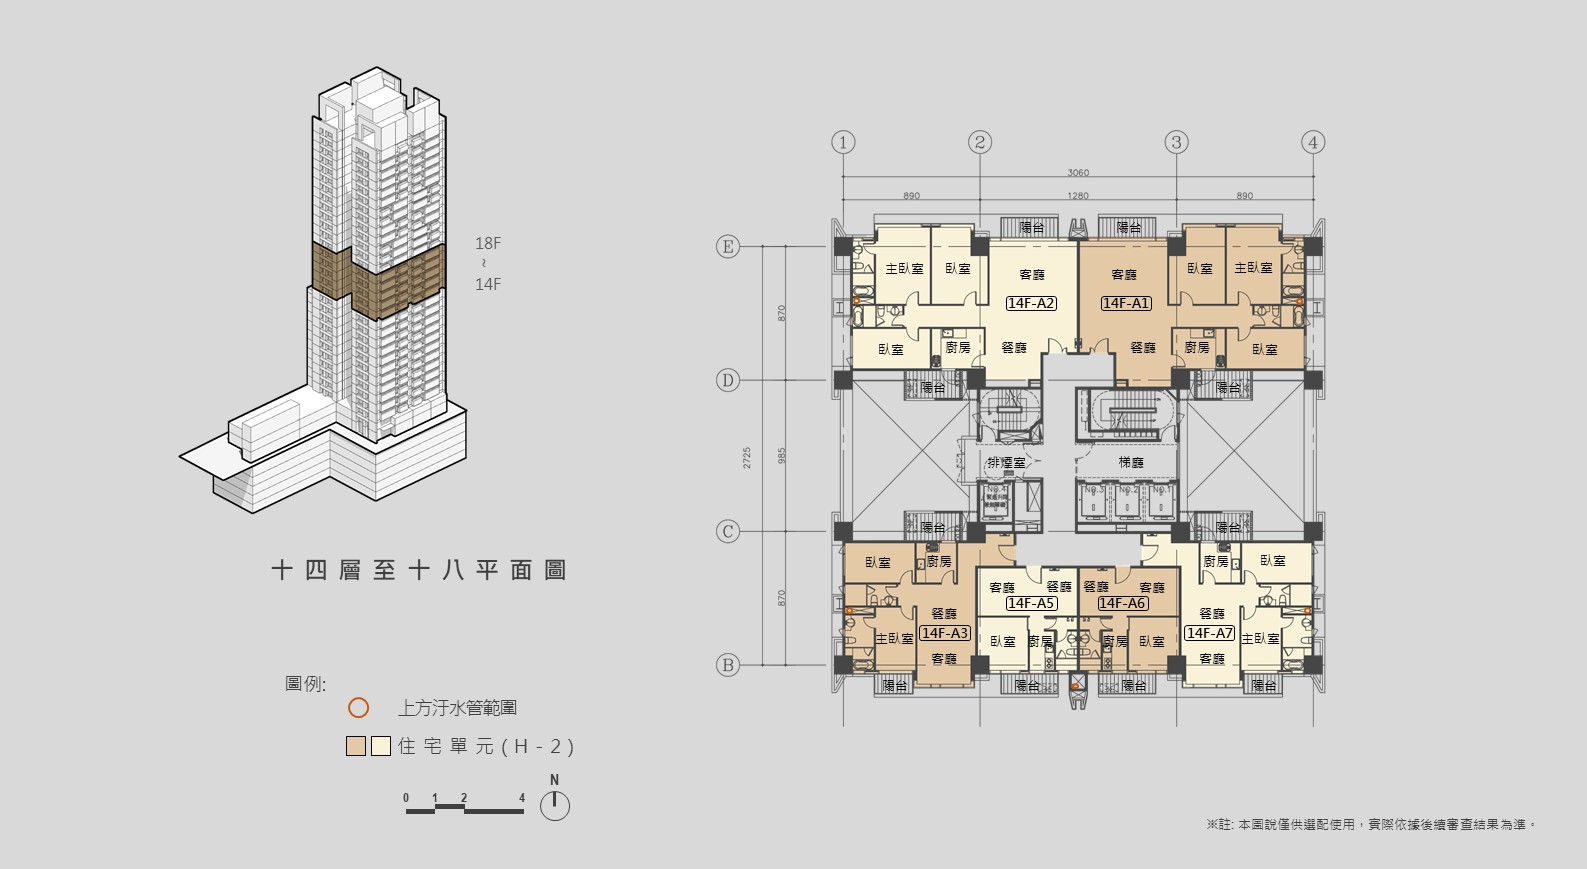 18F
~
14F
十四層至十八平面圖
圖例:
上方汙水管範圍
住宅單元(H-2)
0 1 2 4
N
1 2 3 4
3060
890 1280 890
E
D
C
B
2725
870
985
870
陽台 陽台
主臥室 臥室 客廳 客廳 臥室 主臥室
14F-A2 14F-A1
臥室 廚房 餐廳 餐廳 廚房 臥室
陽台 陽台
排煙室 梯廳
NO.4 NO.3 NO.2 NO.1
陽台 陽台
臥室 廚房 廚房 臥室
客廳 餐廳 餐廳 客廳
14F-A5 14F-A6
餐廳 餐廳
14F-A3 14F-A7
主臥室 臥室 廚房 廚房 臥室 主臥室
客廳 客廳
陽台 陽台 陽台 陽台
※註: 本圖說僅供選配使用，實際依據後續審查結果為準。